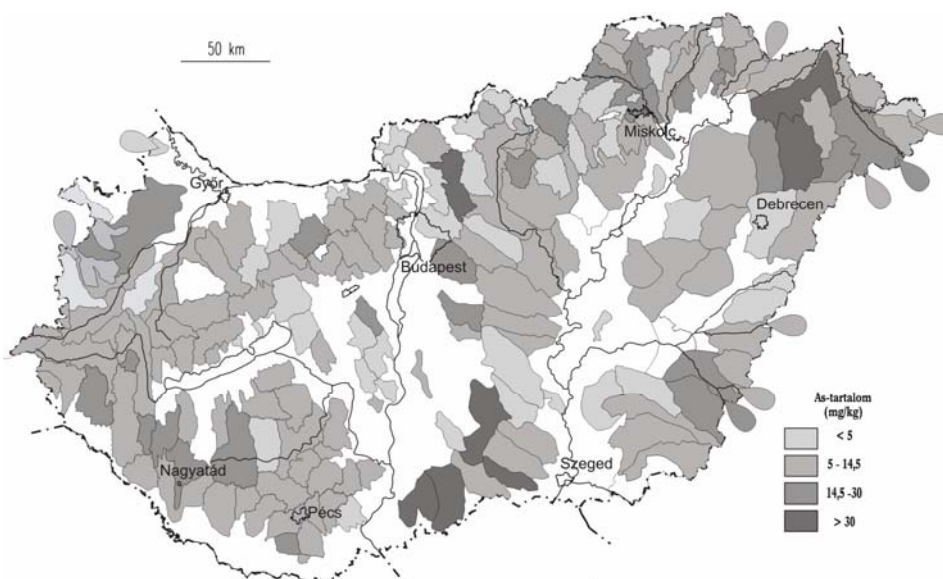 50 km
Miskolc
Győr
Debrecen
Budapest
As-tartalom
(mg/kg)
< 5
5 - 14,5
Nagyatád
Szeged
14,5 -30
Pécs
> 30